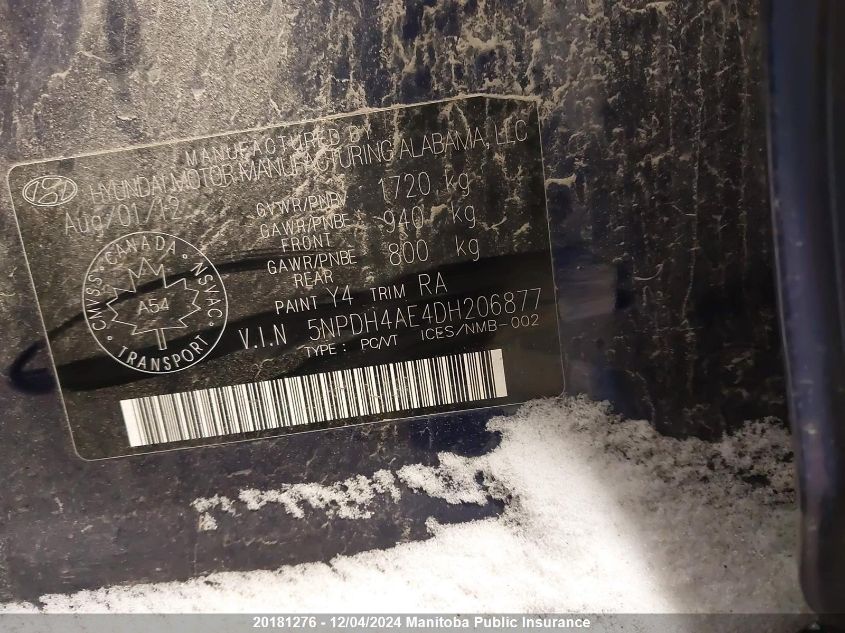 MANUFACTURED BY
HYUNDAI MOTOR MANUFACTURING ALABAMA, LLC
Aug/01/12
GVWR/PNBV 1720 kg
GAWR/PNBE FRONT 940 kg
GAWR/PNBE REAR 800 kg
CMVSS · CANADA · NSVAC · TRANSPORT
A54
PAINT Y4 TRIM RA
V.I.N 5NPDH4AE4DH206877
TYPE : PC/VT ICES/NMB-002
20181276 - 12/04/2024 Manitoba Public Insurance